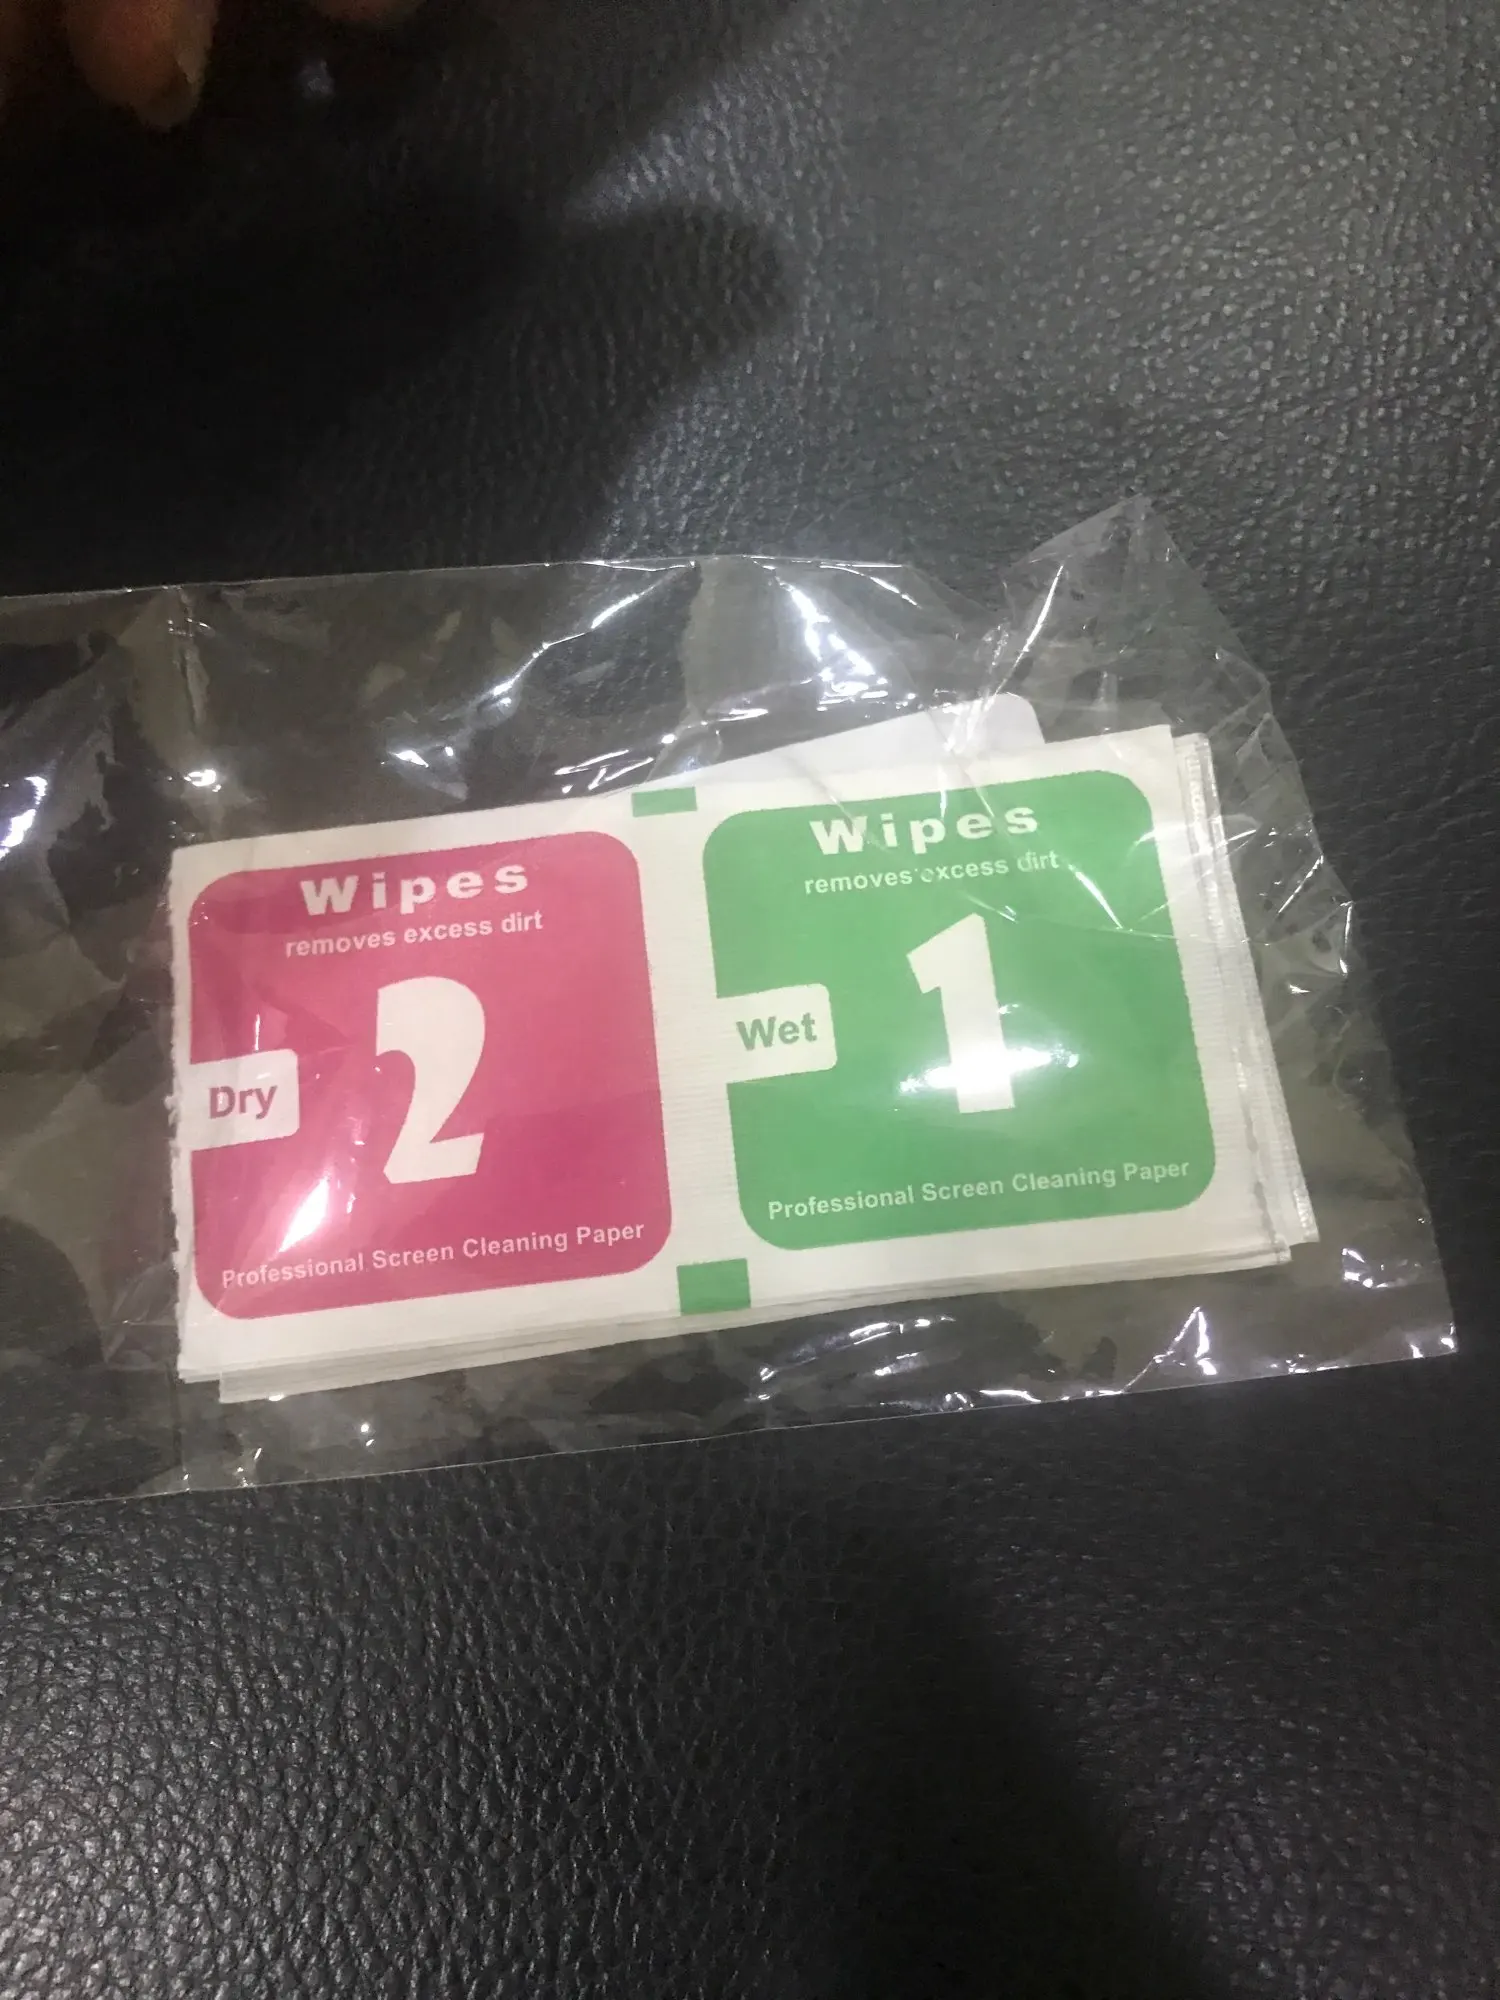 Wipes
removes excess dirt
2
Dry
Professional Screen Cleaning Paper
Wipes
removes excess dirt
1
Wet
Professional Screen Cleaning Paper